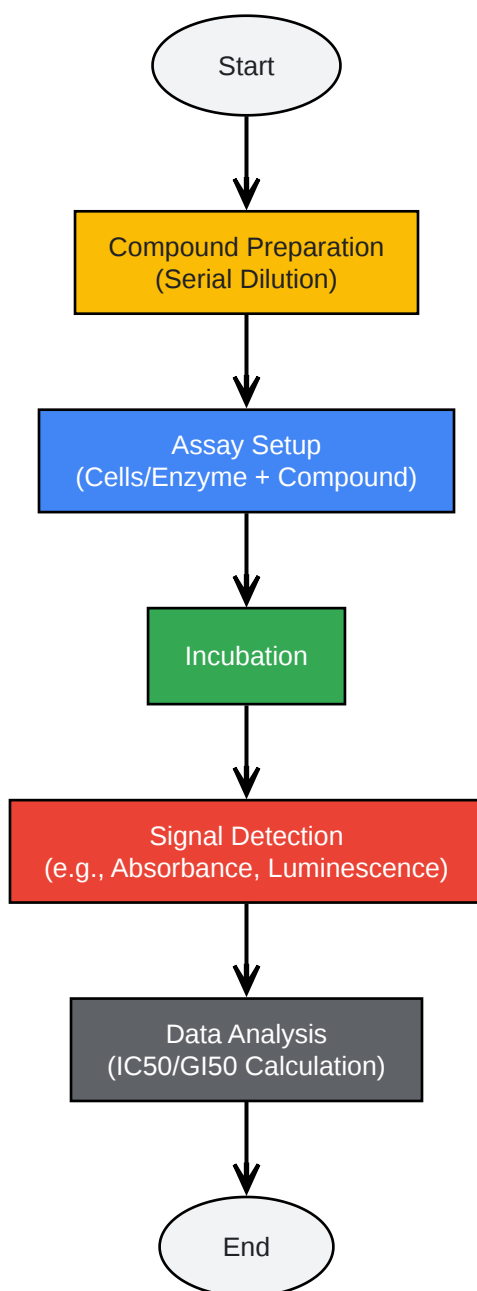 Start
Compound Preparation
(Serial Dilution)
Assay Setup
(Cells/Enzyme + Compound)
Incubation
Signal Detection
(e.g., Absorbance, Luminescence)
Data Analysis
(IC50/GI50 Calculation)
End